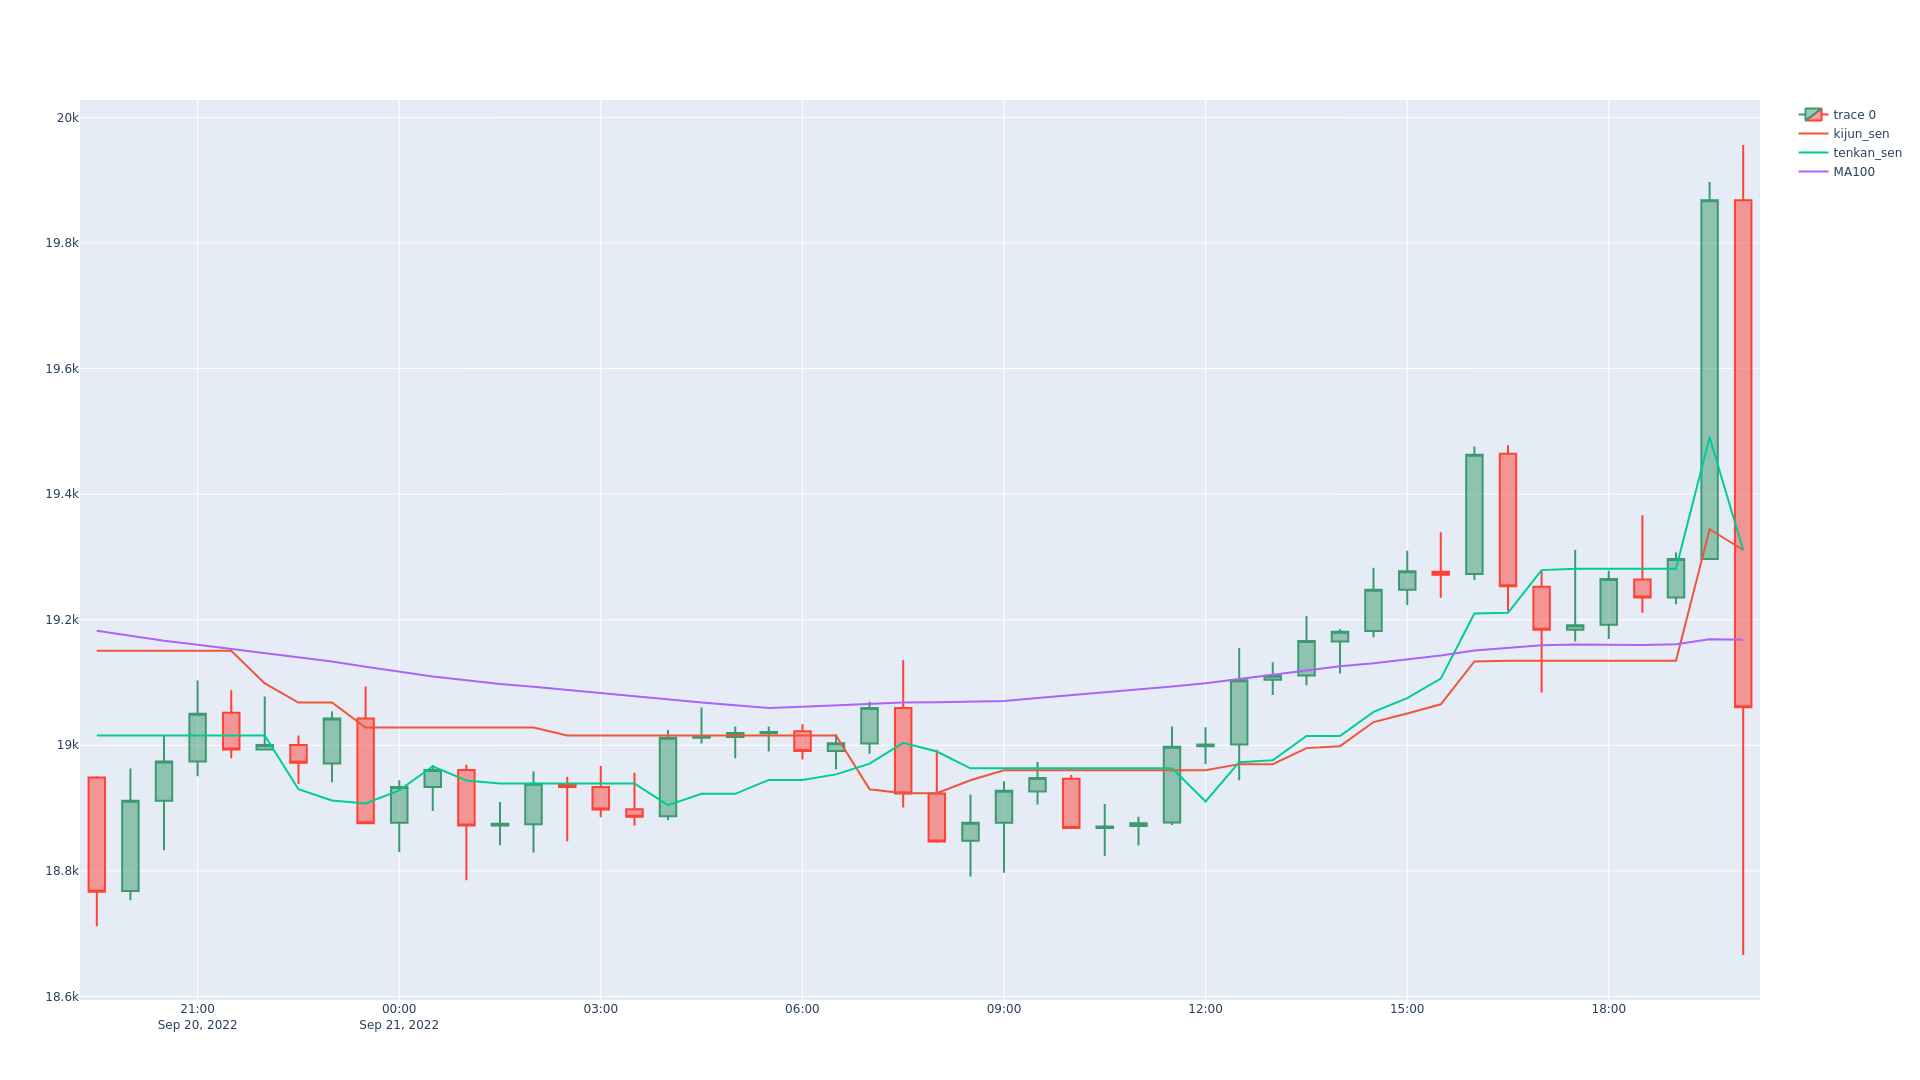 20k
19.8k
19.6k
19.4k
19.2k
19k
18.8k
18.6k
21:00
Sep 20, 2022
00:00
Sep 21, 2022
03:00
06:00
09:00
12:00
15:00
18:00
trace 0
kijun_sen
tenkan_sen
MA100